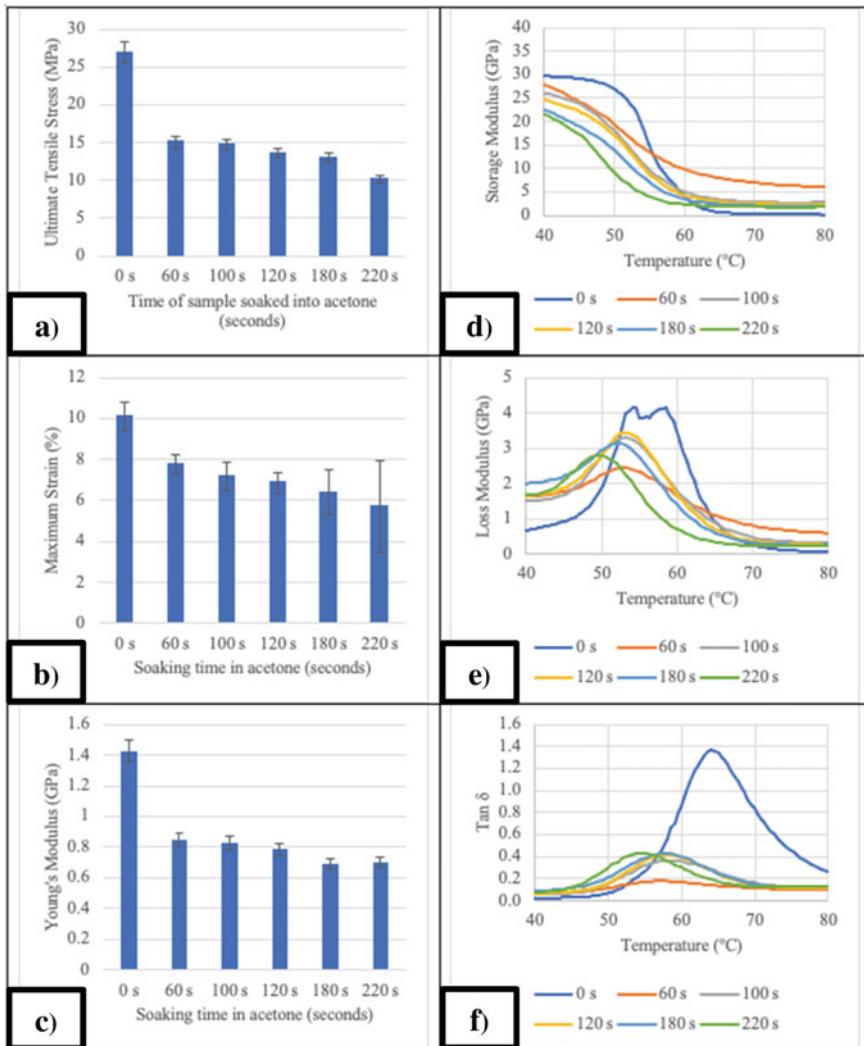 Ultimate Tensile Stress (MPa)
30
25
20
15
10
5
0
0 s 60 s 100 s 120 s 180 s 220 s
Time of sample soaked into acetone
(seconds)
a)
Storage Modulus (GPa)
40
35
30
25
20
15
10
5
0
40 50 60 70 80
Temperature (°C)
0 s 60 s 100 s
120 s 180 s 220 s
d)
Maximum Strain (%)
12
10
8
6
4
2
0
0 s 60 s 100 s 120 s 180 s 220 s
Soaking time in acetone (seconds)
b)
Loss Modulus (GPa)
5
4
3
2
1
0
40 50 60 70 80
Temperature (°C)
0 s 60 s 100 s
120 s 180 s 220 s
e)
Young's Modulus (GPa)
1.6
1.4
1.2
1
0.8
0.6
0.4
0.2
0
0 s 60 s 100 s 120 s 180 s 220 s
Soaking time in acetone (seconds)
c)
Tan δ
1.6
1.4
1.2
1.0
0.8
0.6
0.4
0.2
0.0
40 50 60 70 80
Temperature (°C)
0 s 60 s 100 s
120 s 180 s 220 s
f)